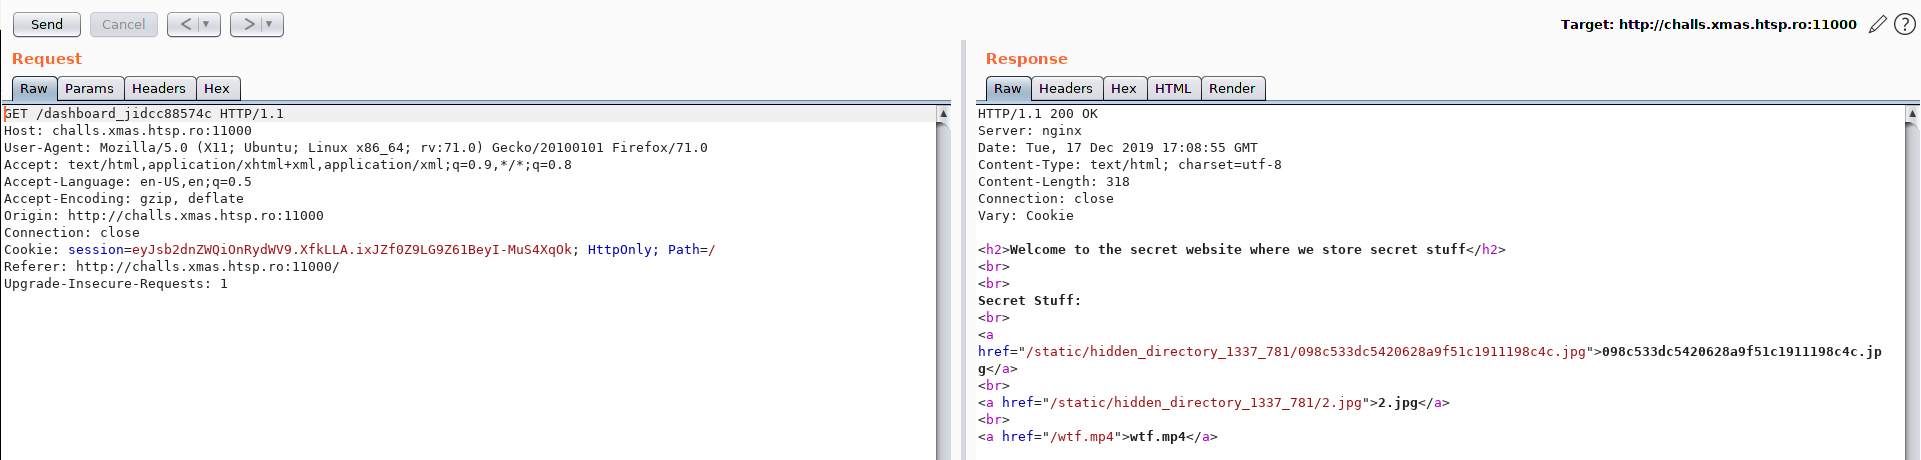 Send Cancel < > Target: http://challs.xmas.htsp.ro:11000 ?
Request
Raw Params Headers Hex
GET /dashboard_jidcc88574c HTTP/1.1
Host: challs.xmas.htsp.ro:11000
User-Agent: Mozilla/5.0 (X11; Ubuntu; Linux x86_64; rv:71.0) Gecko/20100101 Firefox/71.0
Accept: text/html,application/xhtml+xml,application/xml;q=0.9,*/*;q=0.8
Accept-Language: en-US,en;q=0.5
Accept-Encoding: gzip, deflate
Origin: http://challs.xmas.htsp.ro:11000
Connection: close
Cookie: session=eyJsb2dnZWQiOnRydWV9.XfkLLA.ixJZf0Z9LG9Z61BeyI-MuS4XqOk; HttpOnly; Path=/
Referer: http://challs.xmas.htsp.ro:11000/
Upgrade-Insecure-Requests: 1
Response
Raw Headers Hex HTML Render
HTTP/1.1 200 OK
Server: nginx
Date: Tue, 17 Dec 2019 17:08:55 GMT
Content-Type: text/html; charset=utf-8
Content-Length: 318
Connection: close
Vary: Cookie
<h2>Welcome to the secret website where we store secret stuff</h2>
<br>
<br>
Secret Stuff:
<br>
<a
href="/static/hidden_directory_1337_781/098c533dc5420628a9f51c1911198c4c.jpg">098c533dc5420628a9f51c1911198c4c.jp
g</a>
<br>
<a href="/static/hidden_directory_1337_781/2.jpg">2.jpg</a>
<br>
<a href="/wtf.mp4">wtf.mp4</a>